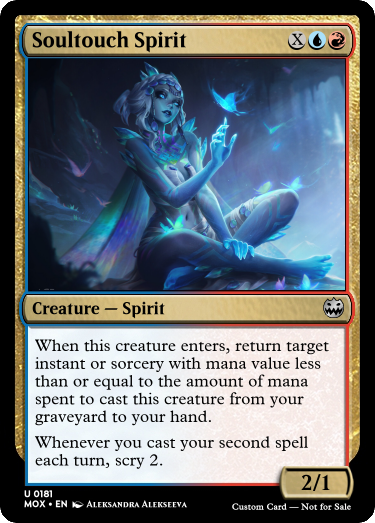 Soultouch Spirit XUR
Creature — Spirit
When this creature enters, return target
instant or sorcery with mana value less
than or equal to the amount of mana
spent to cast this creature from your
graveyard to your hand.
Whenever you cast your second spell
each turn, scry 2.
2/1
U 0181
MOX • EN Aleksandra Alekseeva
Custom Card — Not for Sale